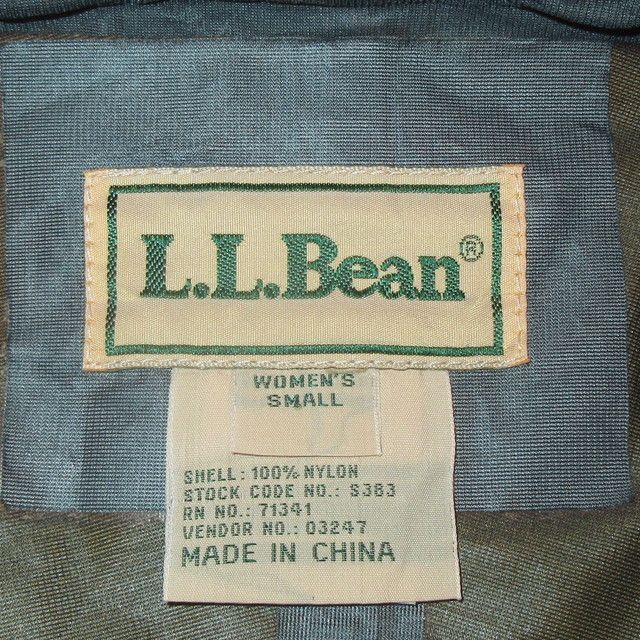 L.L.Bean®
WOMEN'S
SMALL
SHELL: 100% NYLON
STOCK CODE NO.: S383
RN NO.: 71341
VENDOR NO.: 03247
MADE IN CHINA